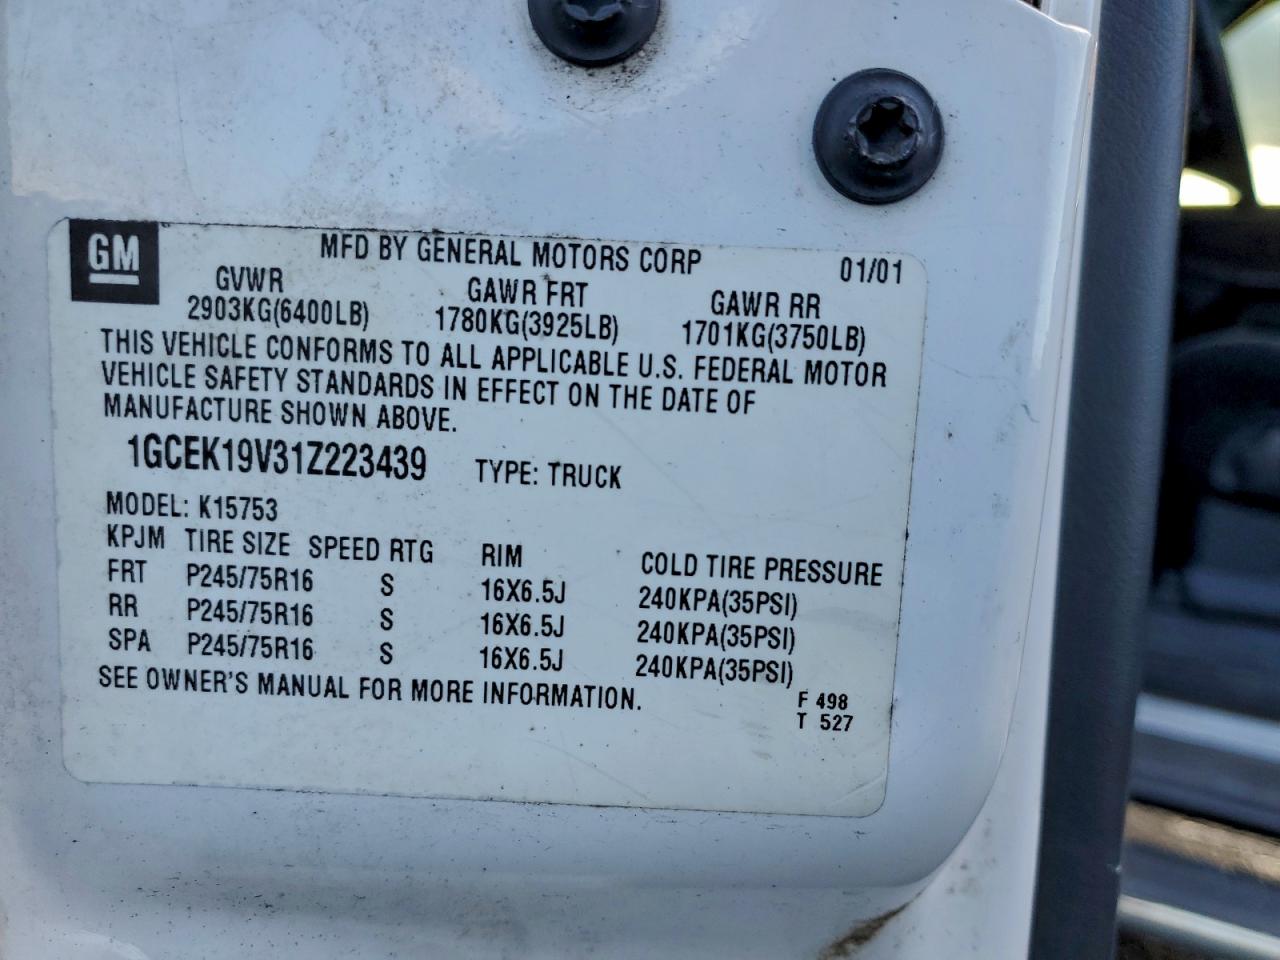 GM
MFD BY GENERAL MOTORS CORP 01/01
GVWR GAWR FRT GAWR RR
2903KG(6400LB) 1780KG(3925LB) 1701KG(3750LB)
THIS VEHICLE CONFORMS TO ALL APPLICABLE U.S. FEDERAL MOTOR
VEHICLE SAFETY STANDARDS IN EFFECT ON THE DATE OF
MANUFACTURE SHOWN ABOVE.
1GCEK19V31Z223439 TYPE: TRUCK
MODEL: K15753
KPJM TIRE SIZE SPEED RTG RIM COLD TIRE PRESSURE
FRT P245/75R16 S 16X6.5J 240KPA(35PSI)
RR P245/75R16 S 16X6.5J 240KPA(35PSI)
SPA P245/75R16 S 16X6.5J 240KPA(35PSI)
SEE OWNER'S MANUAL FOR MORE INFORMATION.
F 498
T 527